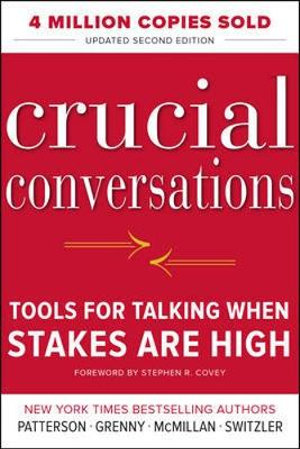 4 MILLION COPIES SOLD
UPDATED SECOND EDITION
crucial
conversations
TOOLS FOR TALKING WHEN
STAKES ARE HIGH
FOREWORD BY STEPHEN R. COVEY
NEW YORK TIMES BESTSELLING AUTHORS
PATTERSON · GRENNY · McMILLAN · SWITZLER